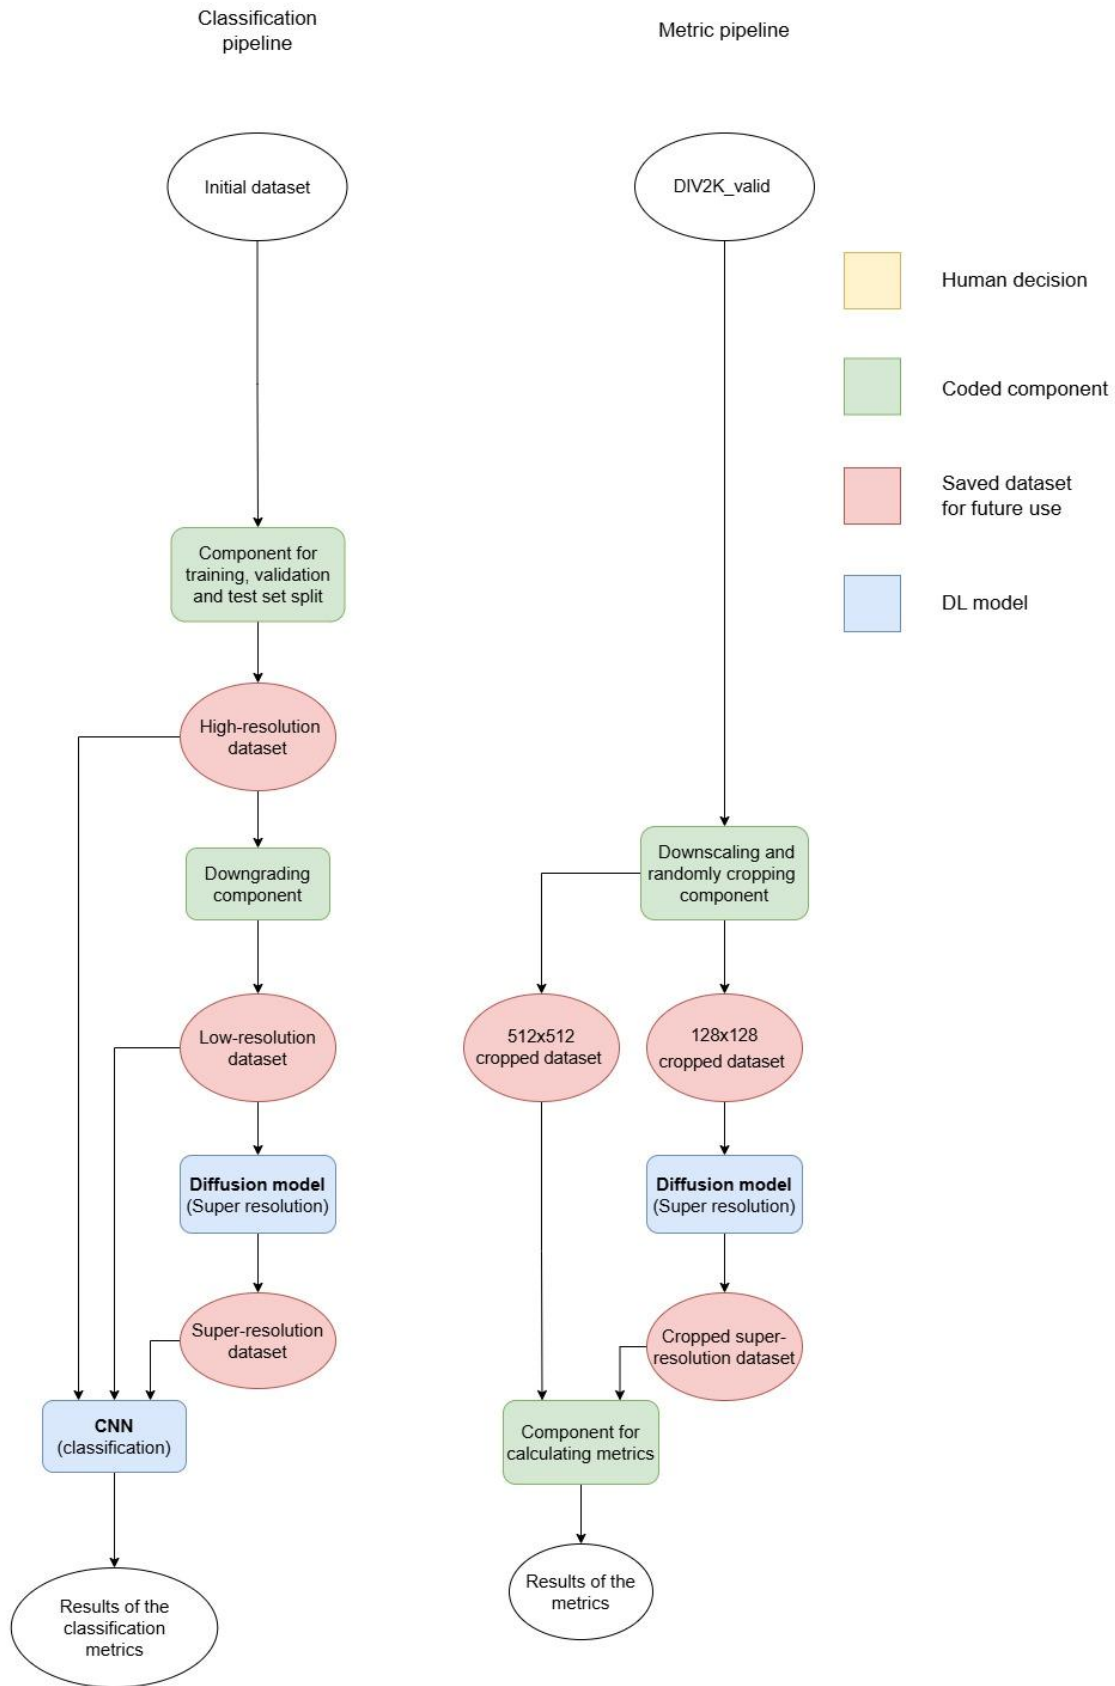 Classification
pipeline
Metric pipeline
Initial dataset
DIV2K_valid
Human decision
Coded component
Saved dataset
for future use
DL model
Component for
training, validation
and test set split
High-resolution
dataset
Downgrading
component
Low-resolution
dataset
Diffusion model
(Super resolution)
Super-resolution
dataset
CNN
(classification)
Results of the
classification
metrics
Downscaling and
randomly cropping
component
512x512
cropped dataset
128x128
cropped dataset
Diffusion model
(Super resolution)
Cropped super-
resolution dataset
Component for
calculating metrics
Results of the
metrics